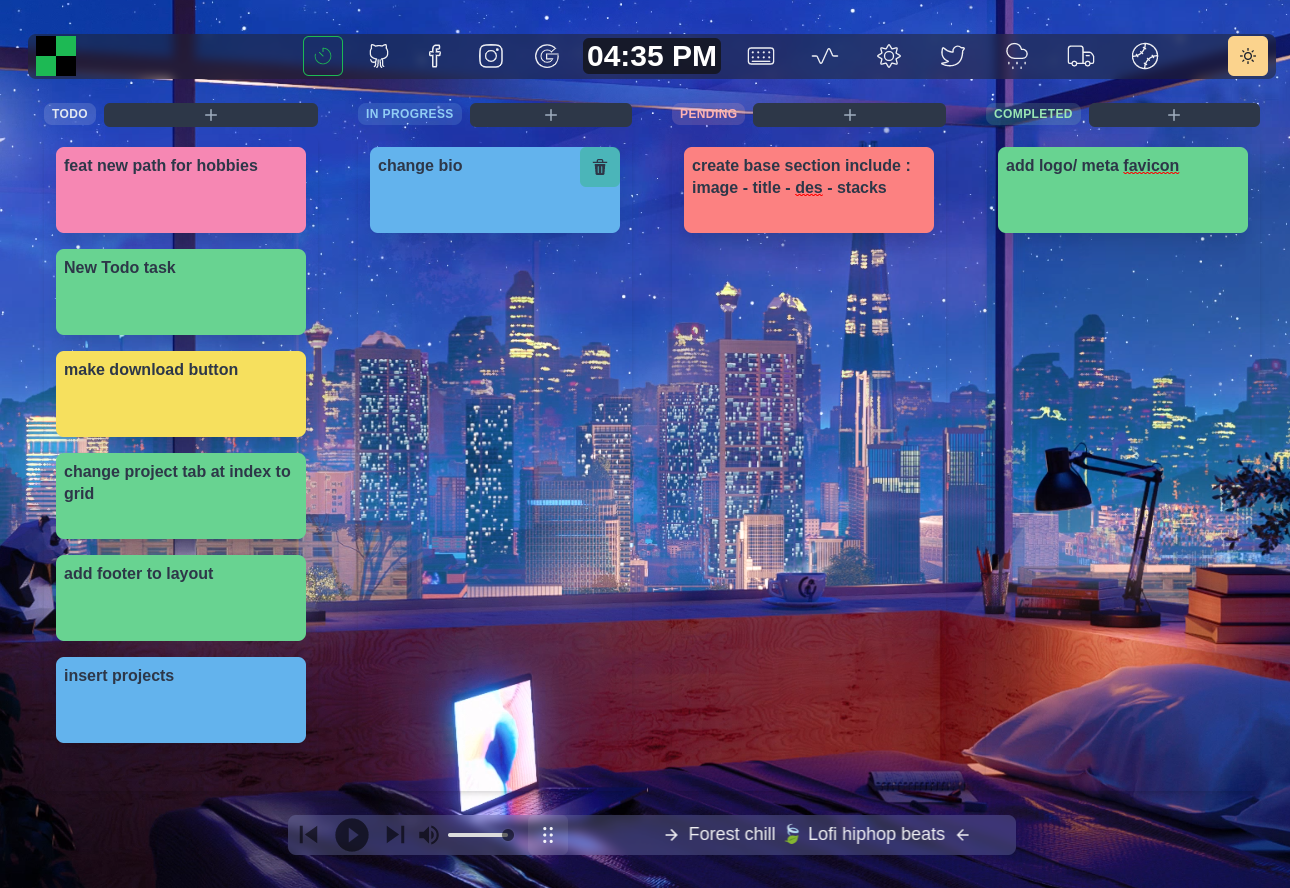 04:35 PM
TODO
IN PROGRESS
PENDING
COMPLETED
feat new path for hobbies
change bio
create base section include :
image - title - des - stacks
add logo/ meta favicon
New Todo task
make download button
change project tab at index to
grid
add footer to layout
insert projects
→ Forest chill 🍃 Lofi hiphop beats ←